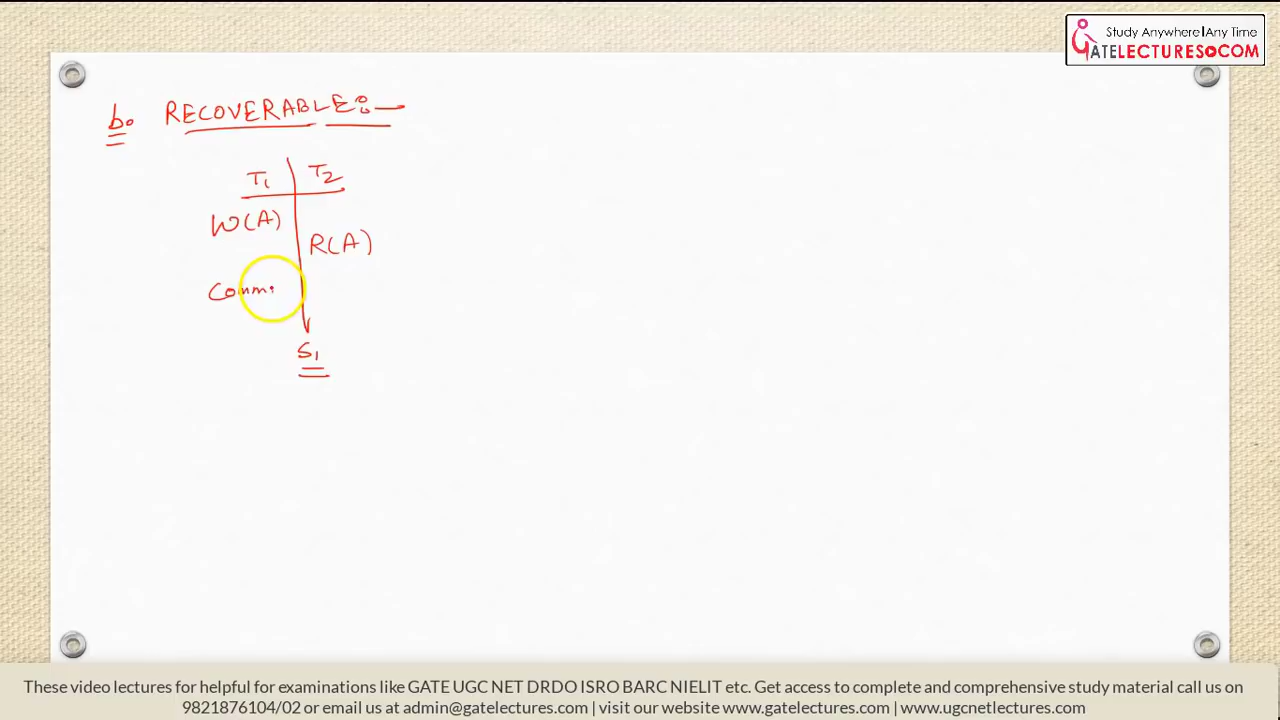 Study Anywhere|Any Time
GATELECTURES.COM
b. RECOVERABLE:—
T1 T2
W(A)
R(A)
Comm
S1
These video lectures for helpful for examinations like GATE UGC NET DRDO ISRO BARC NIELIT etc. Get access to complete and comprehensive study material call us on
9821876104/02 or email us at admin@gatelectures.com | visit our website www.gatelectures.com | www.ugcnetlectures.com